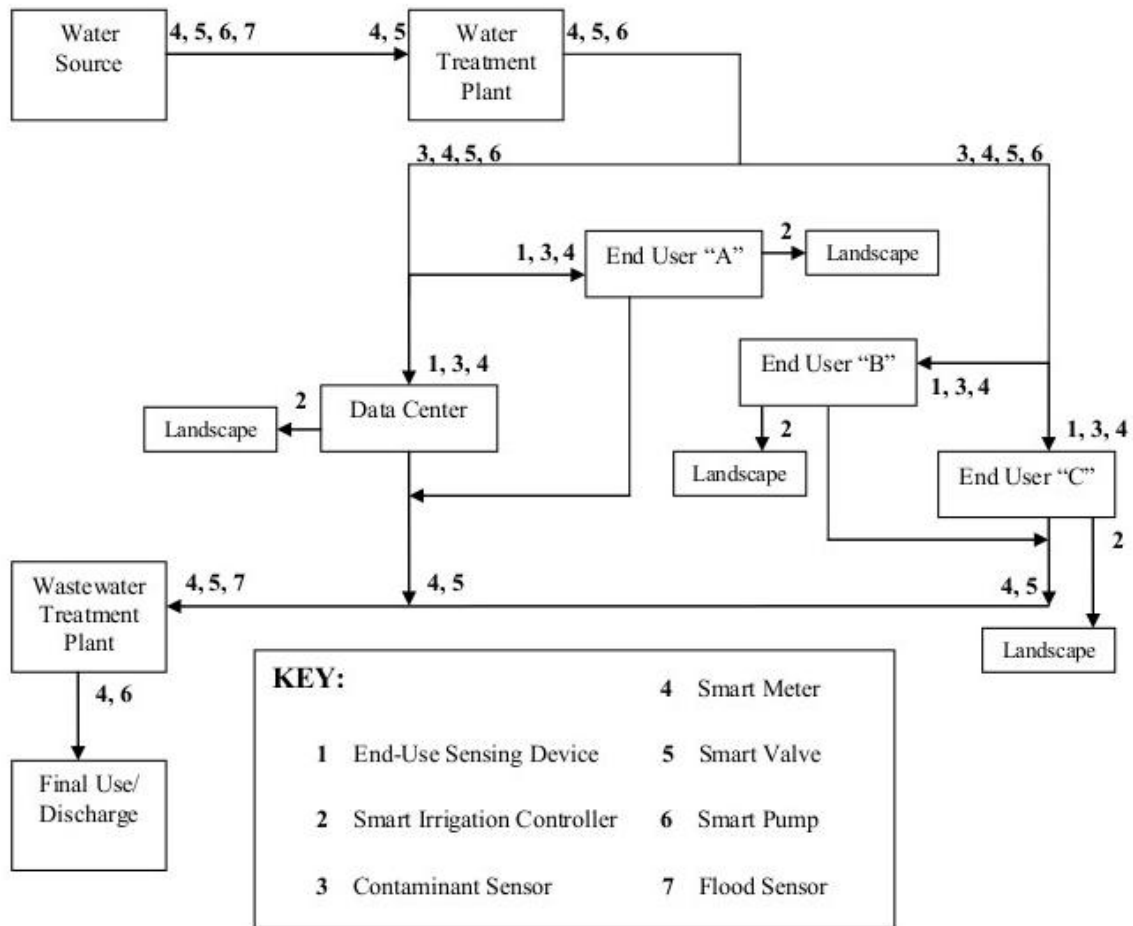 Water
Source
4, 5, 6, 7
4, 5
Water
Treatment
Plant
4, 5, 6
3, 4, 5, 6
3, 4, 5, 6
1, 3, 4
End User “A”
2
Landscape
1, 3, 4
Data Center
2
Landscape
End User “B”
1, 3, 4
2
Landscape
1, 3, 4
End User “C”
2
Landscape
Wastewater
Treatment
Plant
4, 5, 7
4, 5
4, 5
4, 6
Final Use/
Discharge
KEY:
1 End-Use Sensing Device
2 Smart Irrigation Controller
3 Contaminant Sensor
4 Smart Meter
5 Smart Valve
6 Smart Pump
7 Flood Sensor